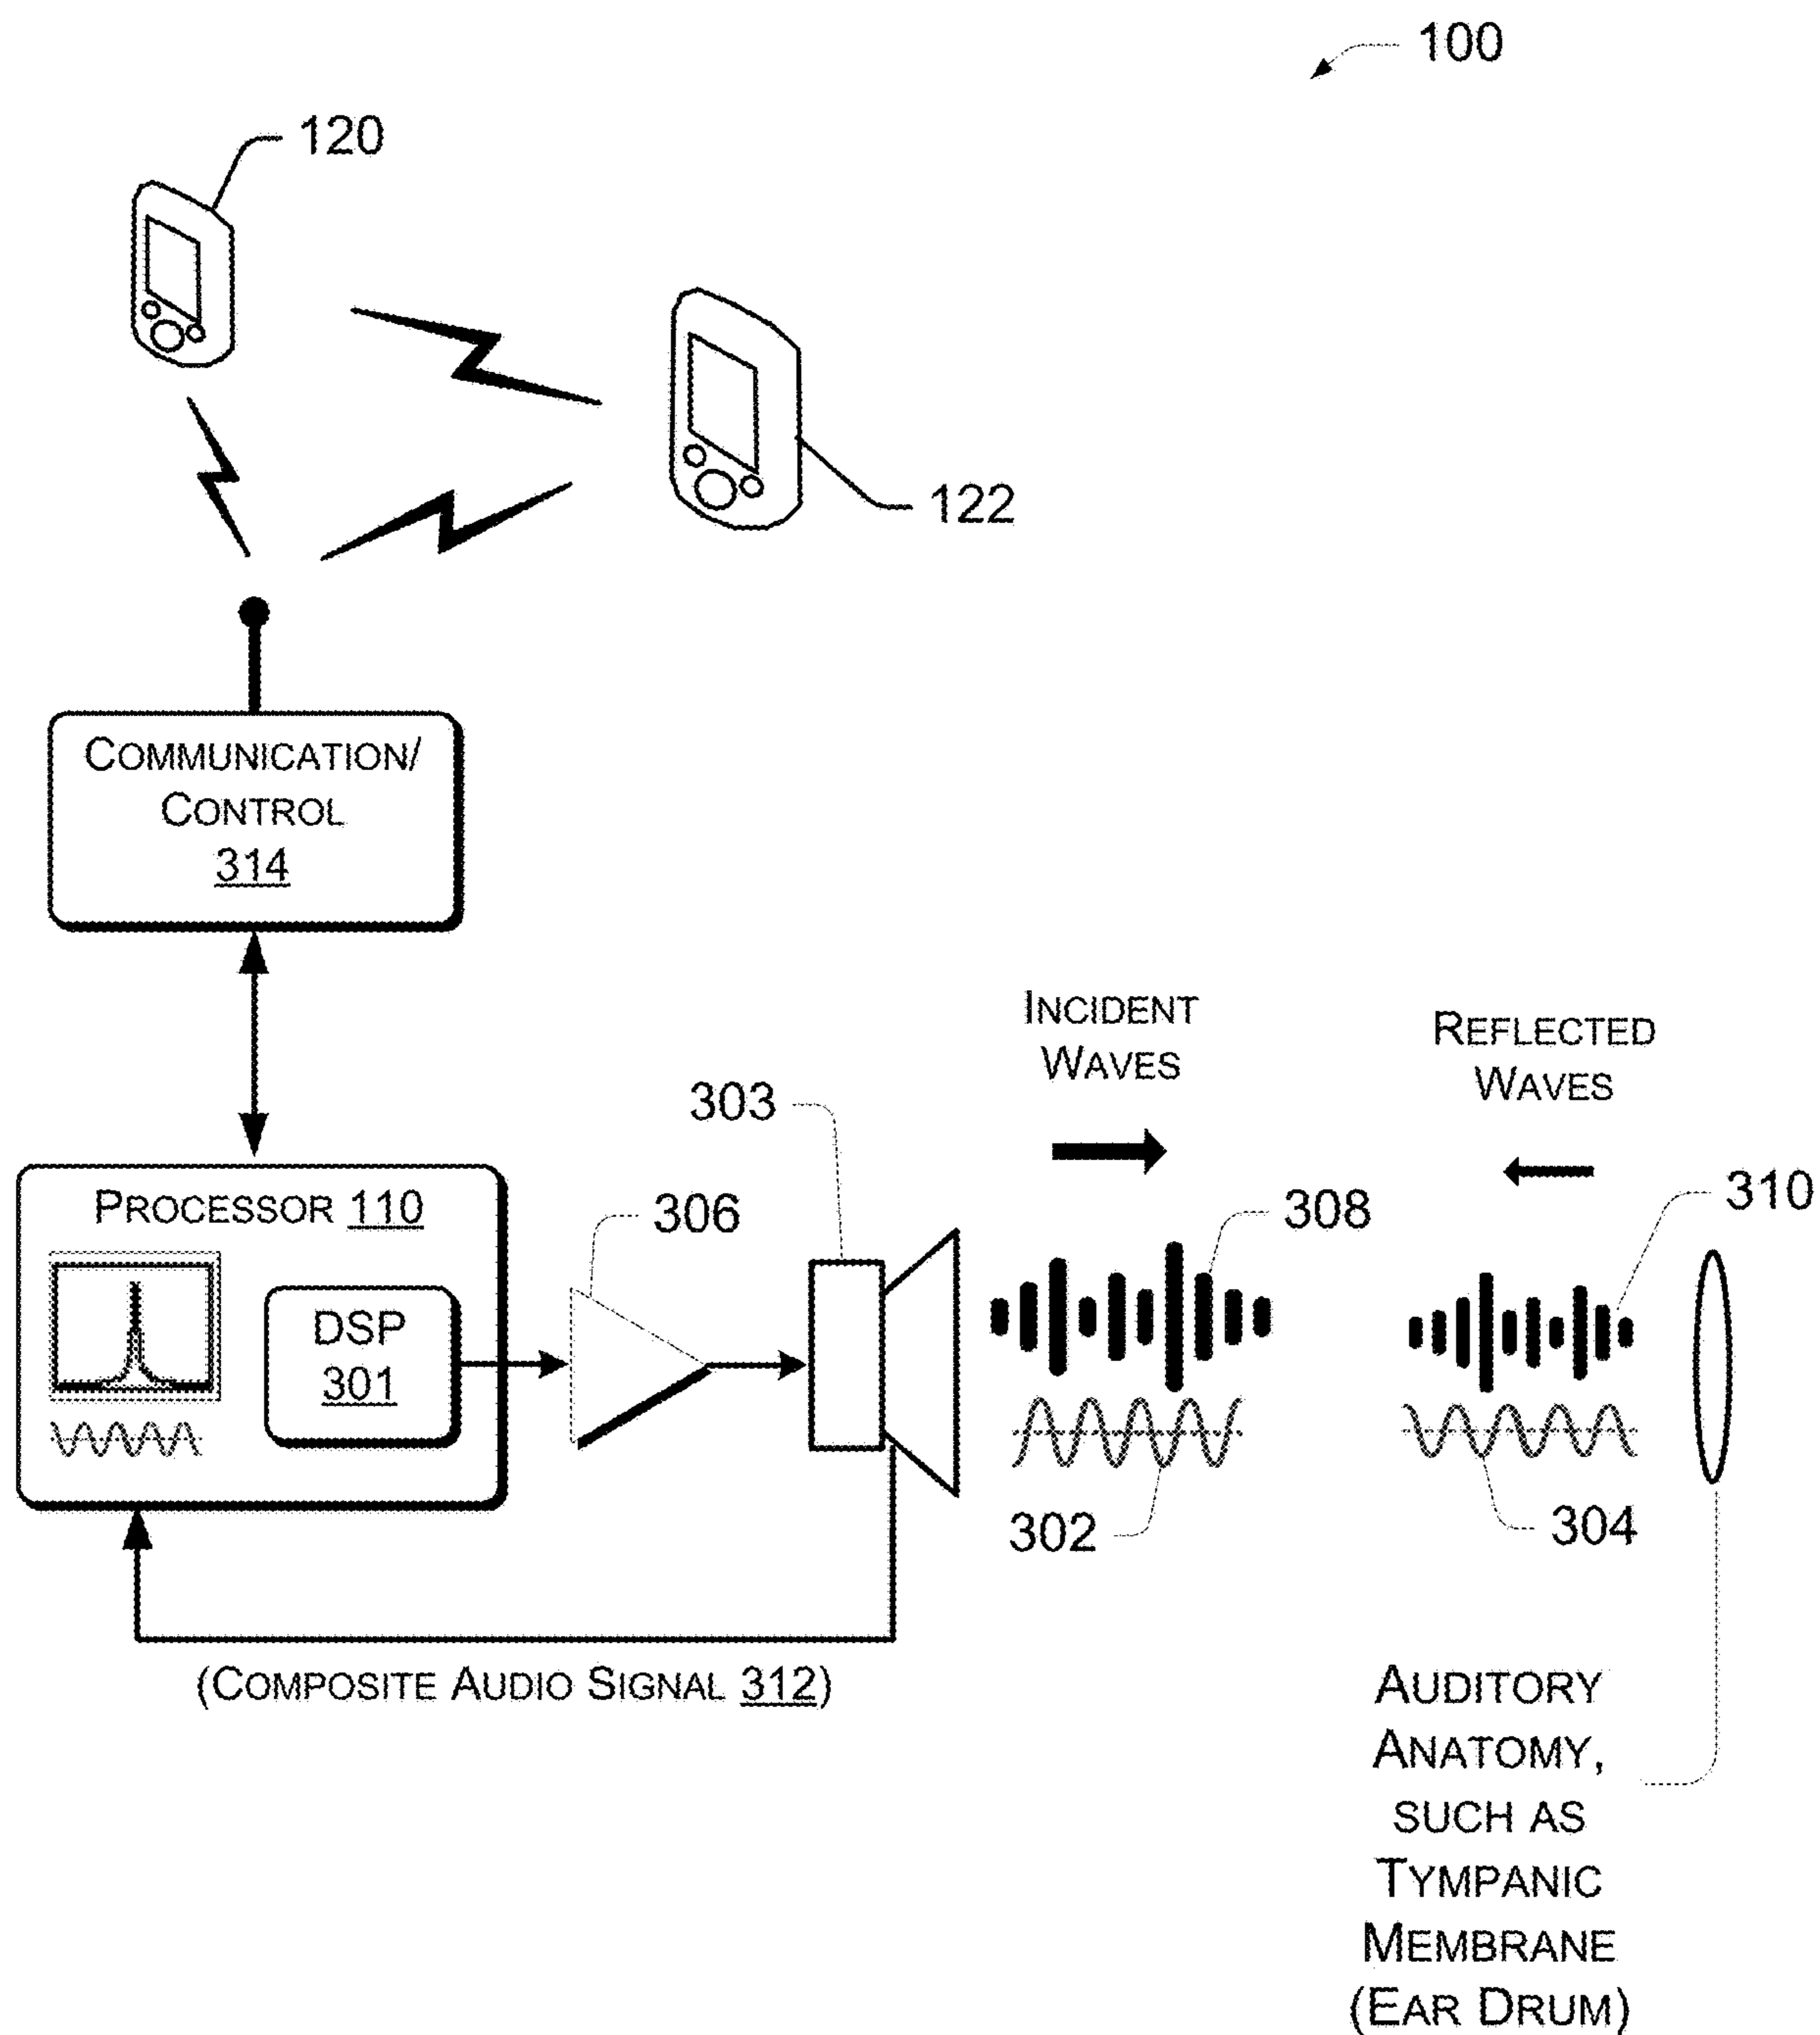 100
120
122
COMMUNICATION/
CONTROL
314
INCIDENT
WAVES
REFLECTED
WAVES
303
PROCESSOR 110
306
308
310
DSP
301
302
304
(COMPOSITE AUDIO SIGNAL 312)
AUDITORY
ANATOMY,
SUCH AS
TYMPANIC
MEMBRANE
(EAR DRUM)